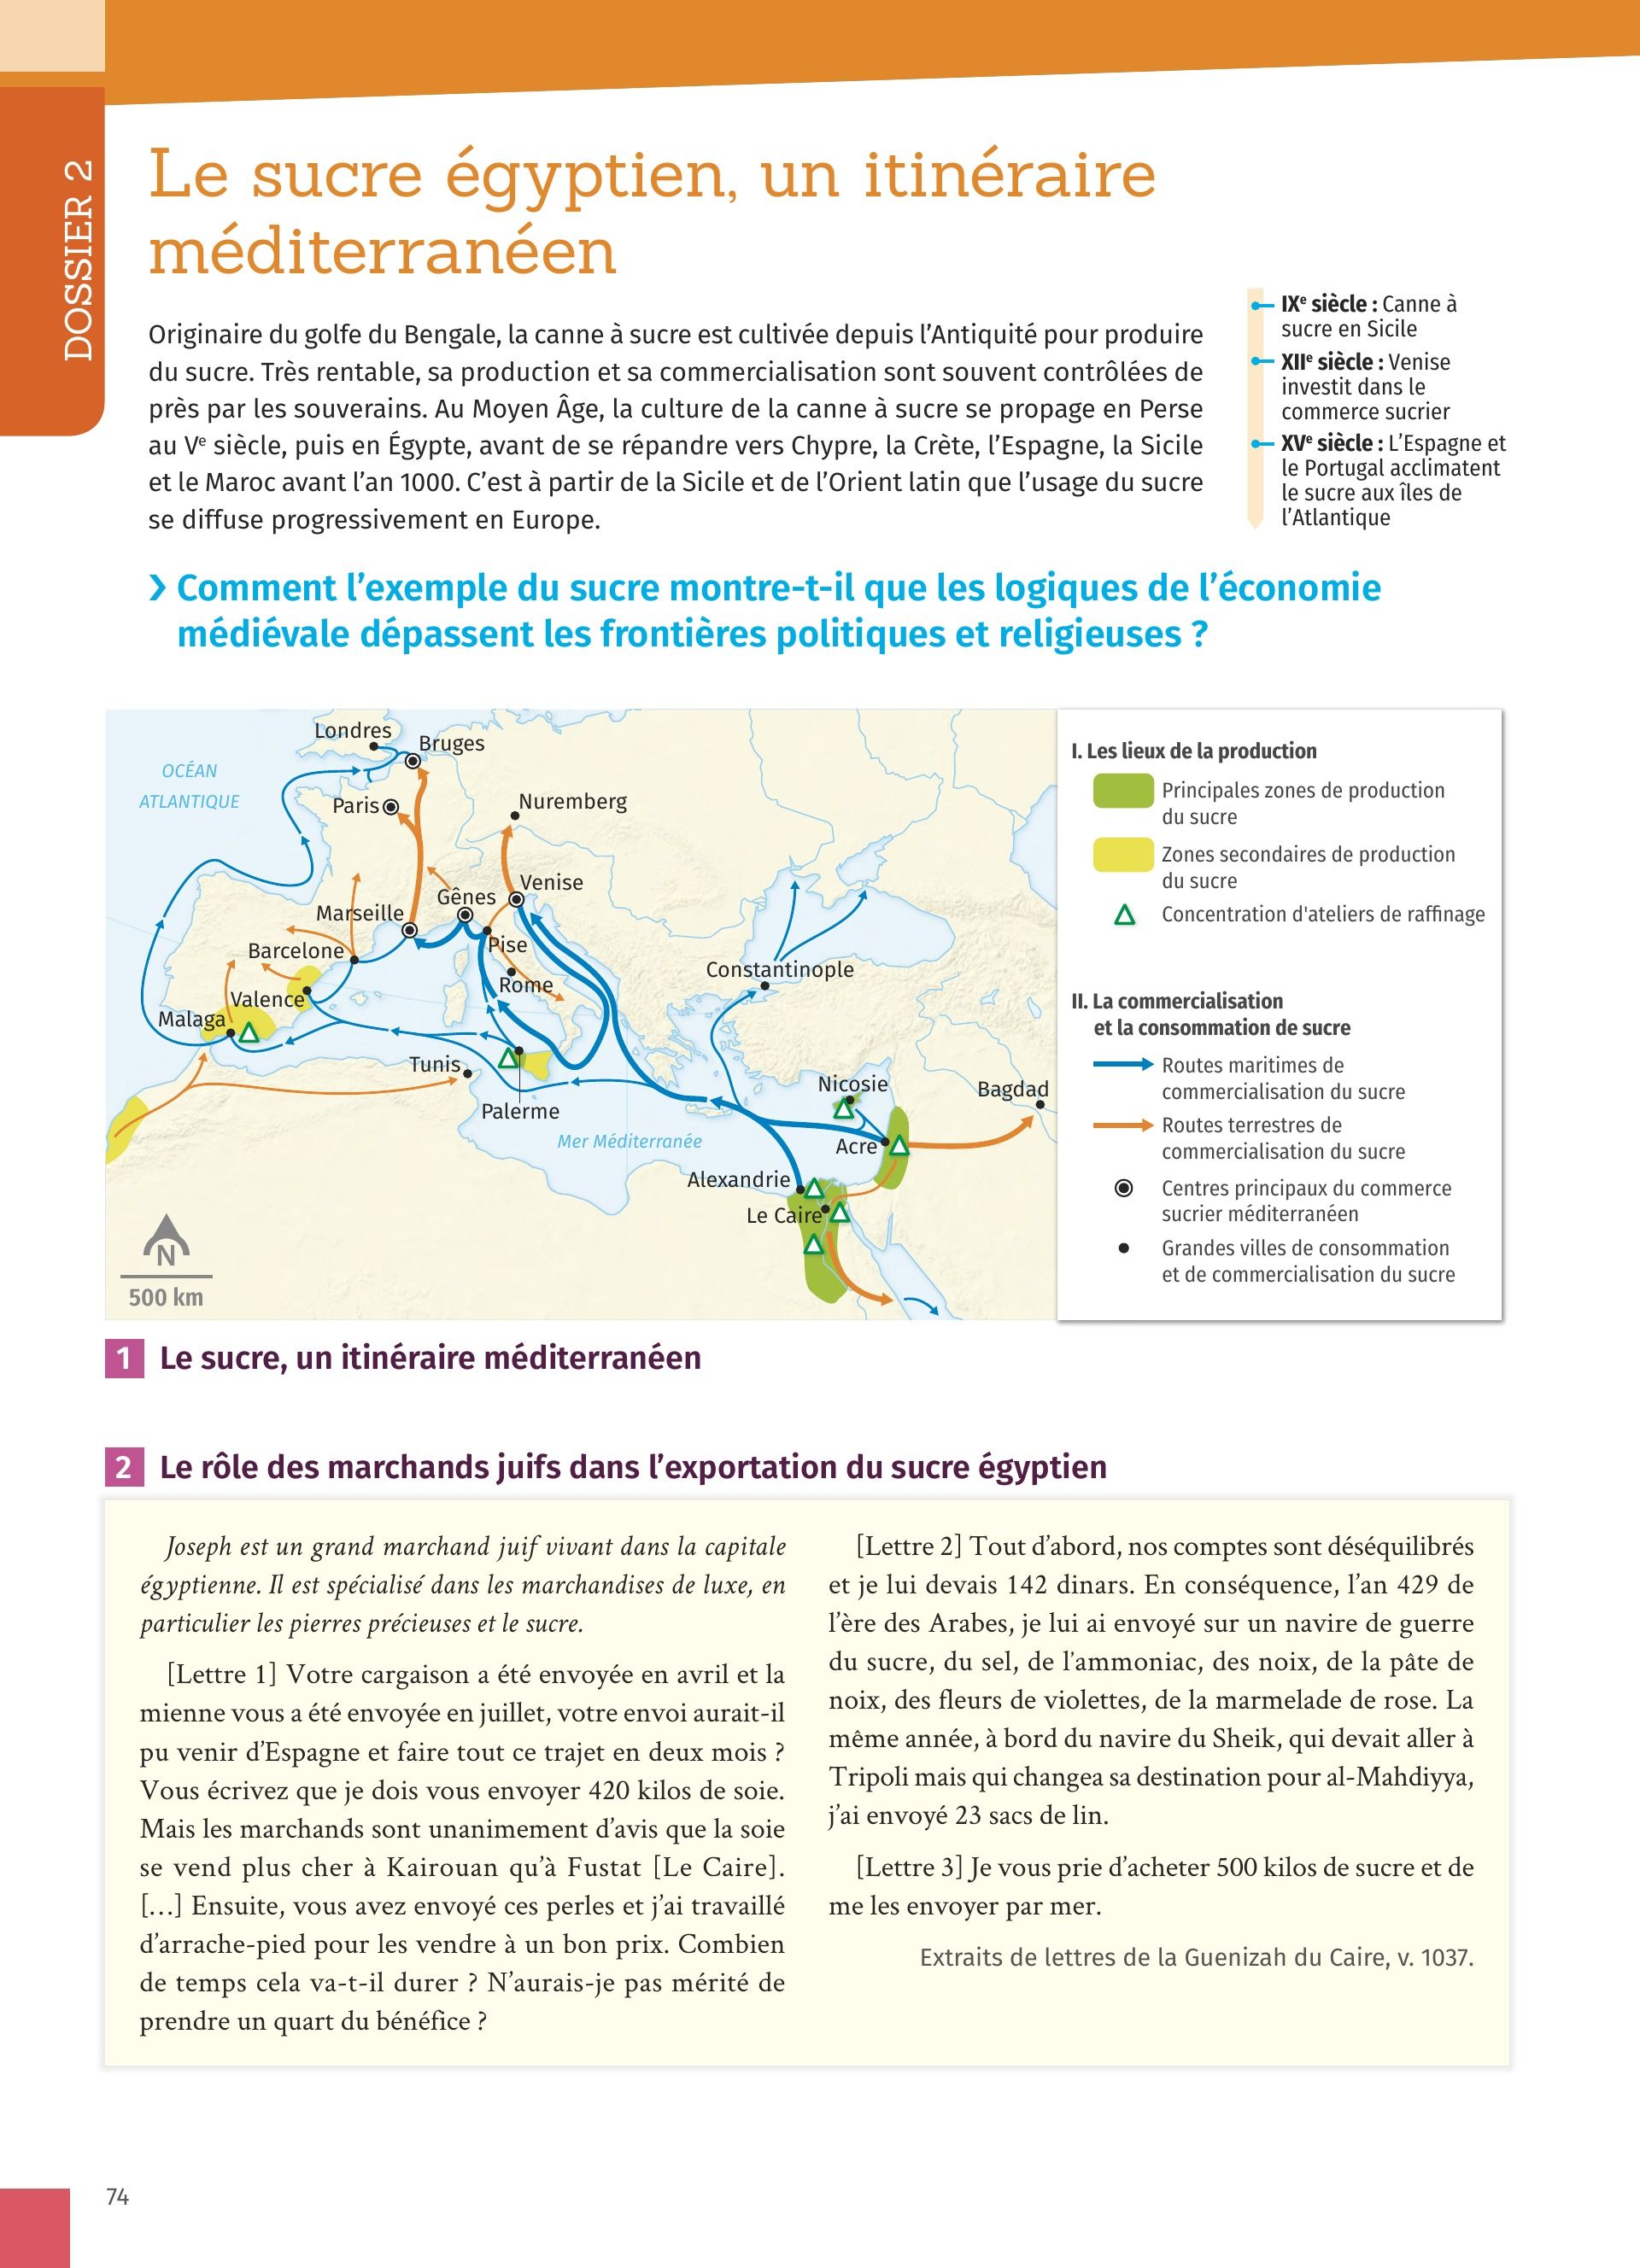 DOSSIER 2
Le sucre égyptien, un itinéraire
méditerranéen
Originaire du golfe du Bengale, la canne à sucre est cultivée depuis l’Antiquité pour produire
du sucre. Très rentable, sa production et sa commercialisation sont souvent contrôlées de
près par les souverains. Au Moyen Âge, la culture de la canne à sucre se propage en Perse
au Ve siècle, puis en Égypte, avant de se répandre vers Chypre, la Crète, l’Espagne, la Sicile
et le Maroc avant l’an 1000. C’est à partir de la Sicile et de l’Orient latin que l’usage du sucre
se diffuse progressivement en Europe.
IXe siècle : Canne à
sucre en Sicile
XIIe siècle : Venise
investit dans le
commerce sucrier
XVe siècle : L’Espagne et
le Portugal acclimatent
le sucre aux îles de
l’Atlantique
› Comment l’exemple du sucre montre-t-il que les logiques de l’économie
médiévale dépassent les frontières politiques et religieuses ?
Londres
Bruges
OCÉAN
ATLANTIQUE
Paris
Nuremberg
Venise
Gênes
Marseille
Pise
Barcelone
Rome
Constantinople
Valence
Malaga
Tunis
Nicosie
Bagdad
Palerme
Mer Méditerranée
Acre
Alexandrie
Le Caire
N
500 km
I. Les lieux de la production
Principales zones de production
du sucre
Zones secondaires de production
du sucre
Concentration d'ateliers de raffinage
II. La commercialisation
et la consommation de sucre
Routes maritimes de
commercialisation du sucre
Routes terrestres de
commercialisation du sucre
Centres principaux du commerce
sucrier méditerranéen
Grandes villes de consommation
et de commercialisation du sucre
1 Le sucre, un itinéraire méditerranéen
2 Le rôle des marchands juifs dans l’exportation du sucre égyptien
Joseph est un grand marchand juif vivant dans la capitale
égyptienne. Il est spécialisé dans les marchandises de luxe, en
particulier les pierres précieuses et le sucre.
[Lettre 1] Votre cargaison a été envoyée en avril et la
mienne vous a été envoyée en juillet, votre envoi aurait-il
pu venir d’Espagne et faire tout ce trajet en deux mois ?
Vous écrivez que je dois vous envoyer 420 kilos de soie.
Mais les marchands sont unanimement d’avis que la soie
se vend plus cher à Kairouan qu’à Fustat [Le Caire].
[…] Ensuite, vous avez envoyé ces perles et j’ai travaillé
d’arrache-pied pour les vendre à un bon prix. Combien
de temps cela va-t-il durer ? N’aurais-je pas mérité de
prendre un quart du bénéfice ?
[Lettre 2] Tout d’abord, nos comptes sont déséquilibrés
et je lui devais 142 dinars. En conséquence, l’an 429 de
l’ère des Arabes, je lui ai envoyé sur un navire de guerre
du sucre, du sel, de l’ammoniac, des noix, de la pâte de
noix, des fleurs de violettes, de la marmelade de rose. La
même année, à bord du navire du Sheik, qui devait aller à
Tripoli mais qui changea sa destination pour al-Mahdiyya,
j’ai envoyé 23 sacs de lin.
[Lettre 3] Je vous prie d’acheter 500 kilos de sucre et de
me les envoyer par mer.
Extraits de lettres de la Guenizah du Caire, v. 1037.
74